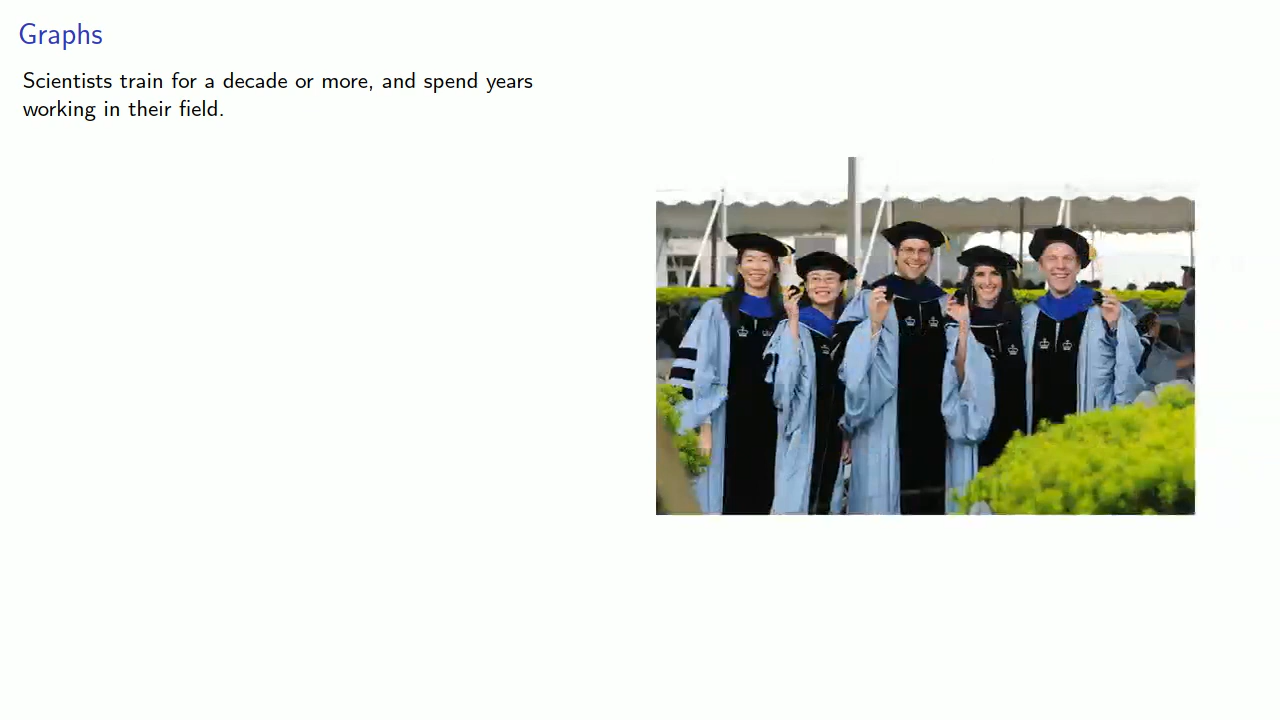 Graphs
Scientists train for a decade or more, and spend years
working in their field.